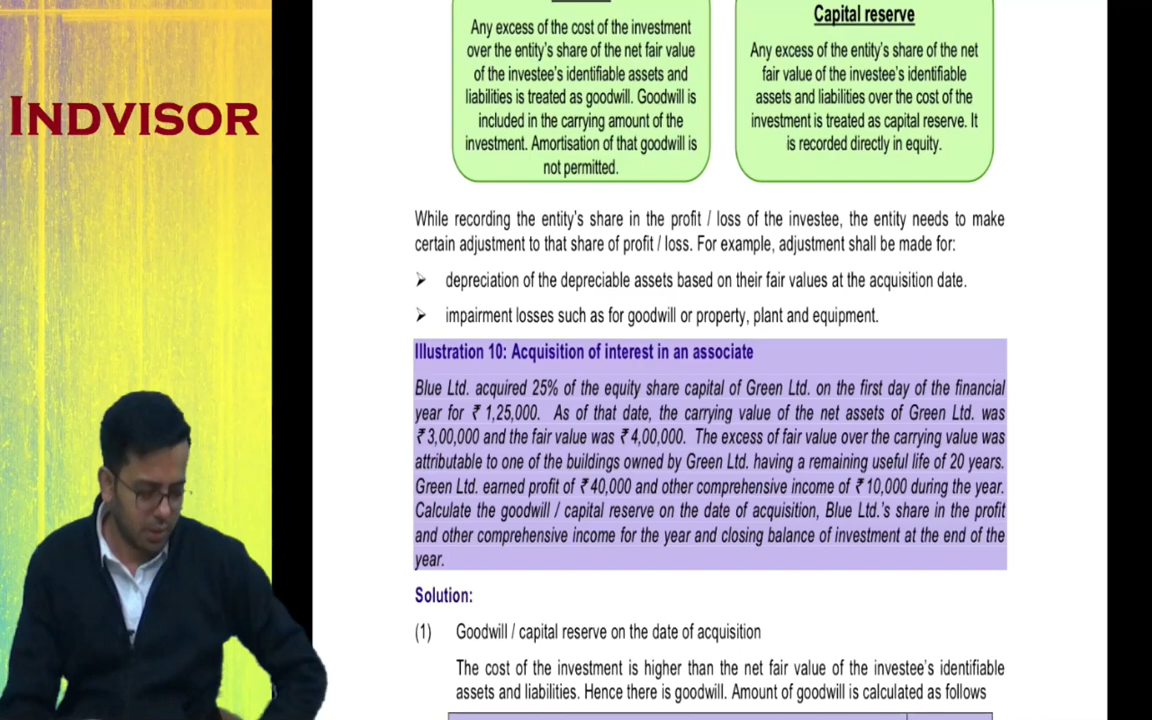 INDVISOR
Any excess of the cost of the investment
over the entity's share of the net fair value
of the investee's identifiable assets and
liabilities is treated as goodwill. Goodwill is
included in the carrying amount of the
investment. Amortisation of that goodwill is
not permitted.
Capital reserve
Any excess of the entity's share of the net
fair value of the investee's identifiable
assets and liabilities over the cost of the
investment is treated as capital reserve. It
is recorded directly in equity.
While recording the entity's share in the profit / loss of the investee, the entity needs to make
certain adjustment to that share of profit / loss. For example, adjustment shall be made for:
➢ depreciation of the depreciable assets based on their fair values at the acquisition date.
➢ impairment losses such as for goodwill or property, plant and equipment.
Illustration 10: Acquisition of interest in an associate
Blue Ltd. acquired 25% of the equity share capital of Green Ltd. on the first day of the financial
year for ₹ 1,25,000. As of that date, the carrying value of the net assets of Green Ltd. was
₹ 3,00,000 and the fair value was ₹ 4,00,000. The excess of fair value over the carrying value was
attributable to one of the buildings owned by Green Ltd. having a remaining useful life of 20 years.
Green Ltd. earned profit of ₹ 40,000 and other comprehensive income of ₹ 10,000 during the year.
Calculate the goodwill / capital reserve on the date of acquisition, Blue Ltd.'s share in the profit
and other comprehensive income for the year and closing balance of investment at the end of the
year.
Solution:
(1) Goodwill / capital reserve on the date of acquisition
The cost of the investment is higher than the net fair value of the investee's identifiable
assets and liabilities. Hence there is goodwill. Amount of goodwill is calculated as follows